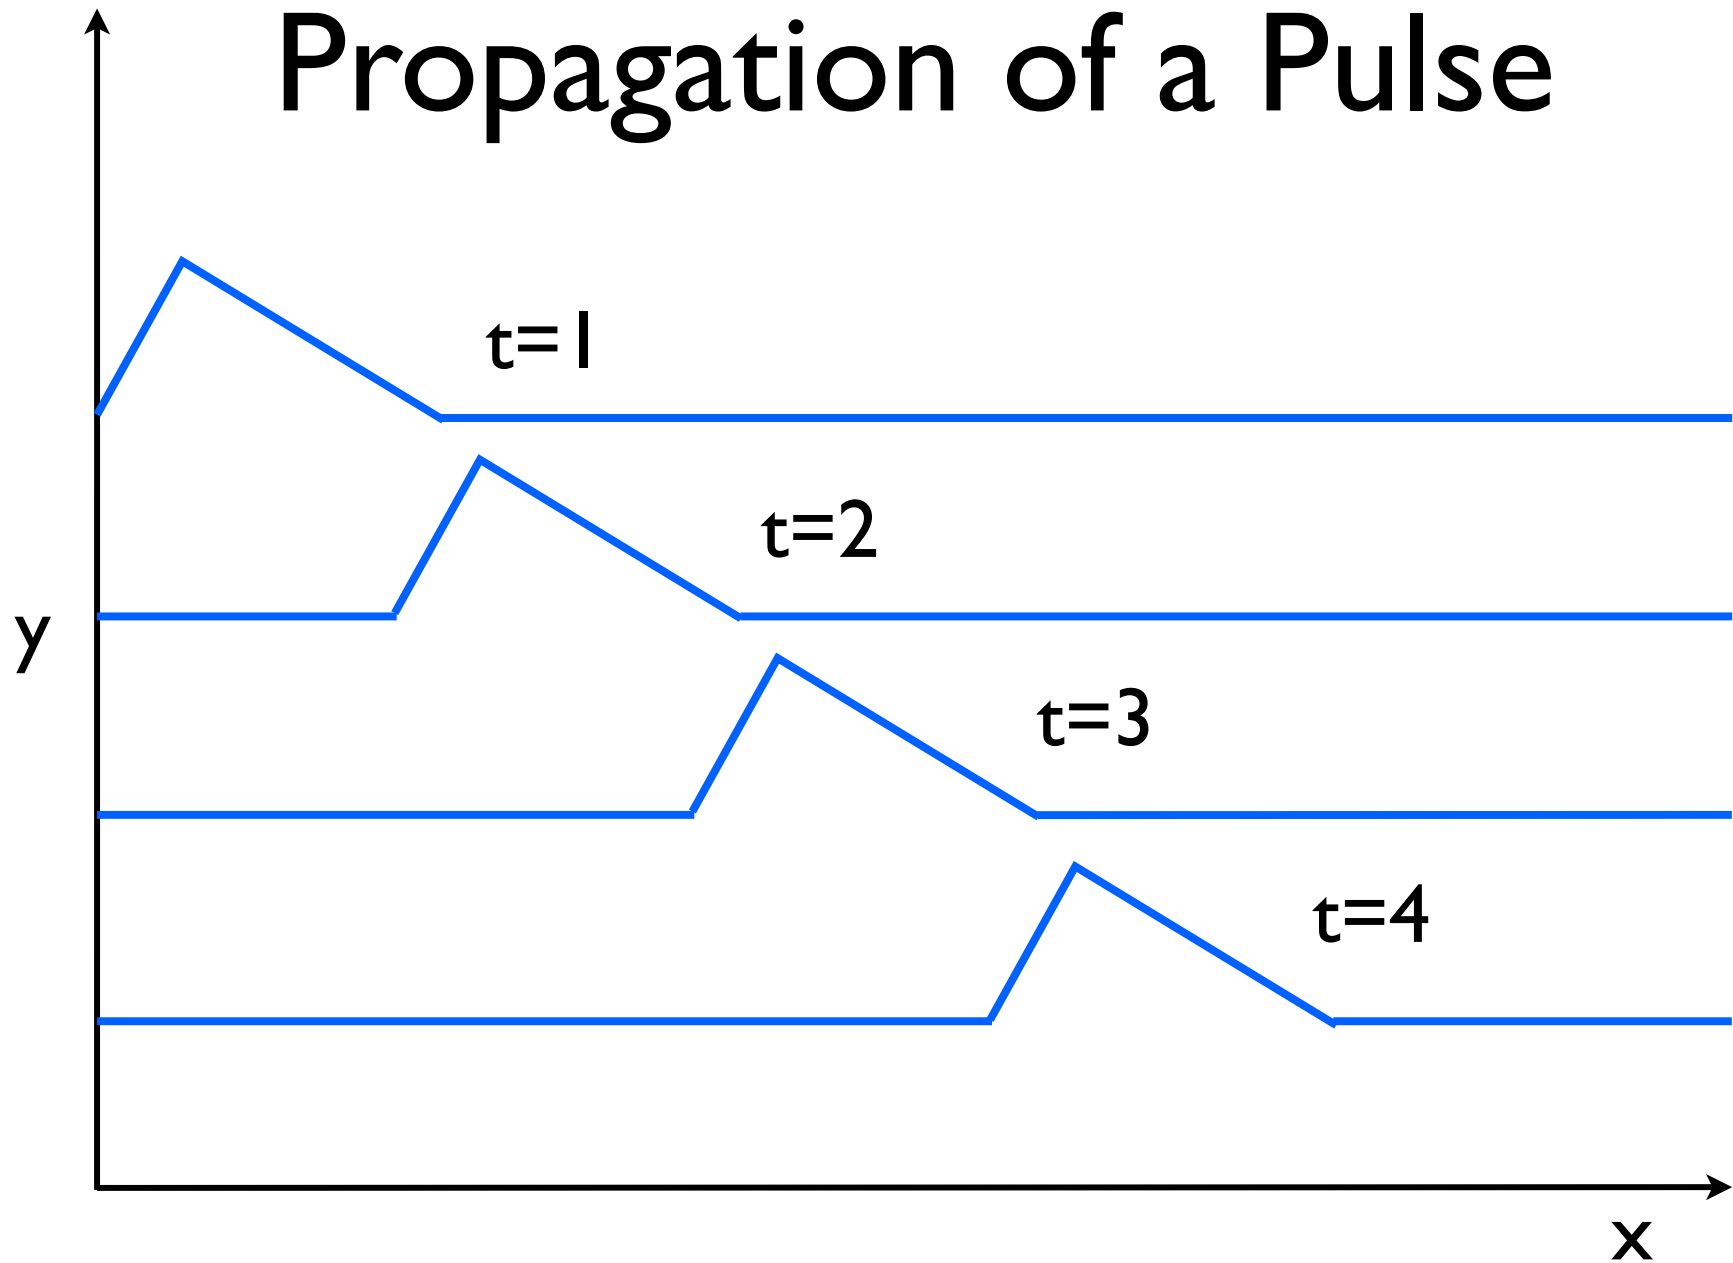 Propagation of a Pulse
t=1
t=2
y
t=3
t=4
x